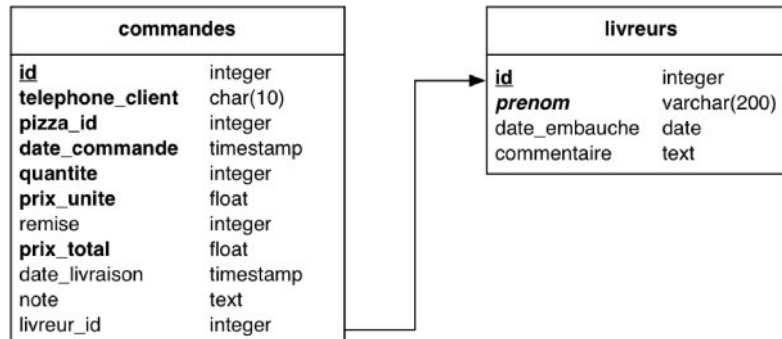 commandes
id integer
telephone_client char(10)
pizza_id integer
date_commande timestamp
quantite integer
prix_unite float
remise integer
prix_total float
date_livraison timestamp
note text
livreur_id integer
livreurs
id integer
prenom varchar(200)
date_embauche date
commentaire text